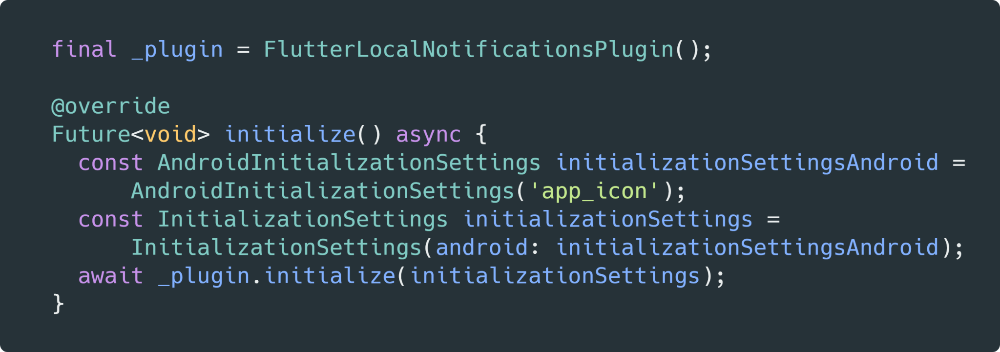 final _plugin = FlutterLocalNotificationsPlugin();

@override
Future<void> initialize() async {
  const AndroidInitializationSettings initializationSettingsAndroid =
      AndroidInitializationSettings('app_icon');
  const InitializationSettings initializationSettings =
      InitializationSettings(android: initializationSettingsAndroid);
  await _plugin.initialize(initializationSettings);
}